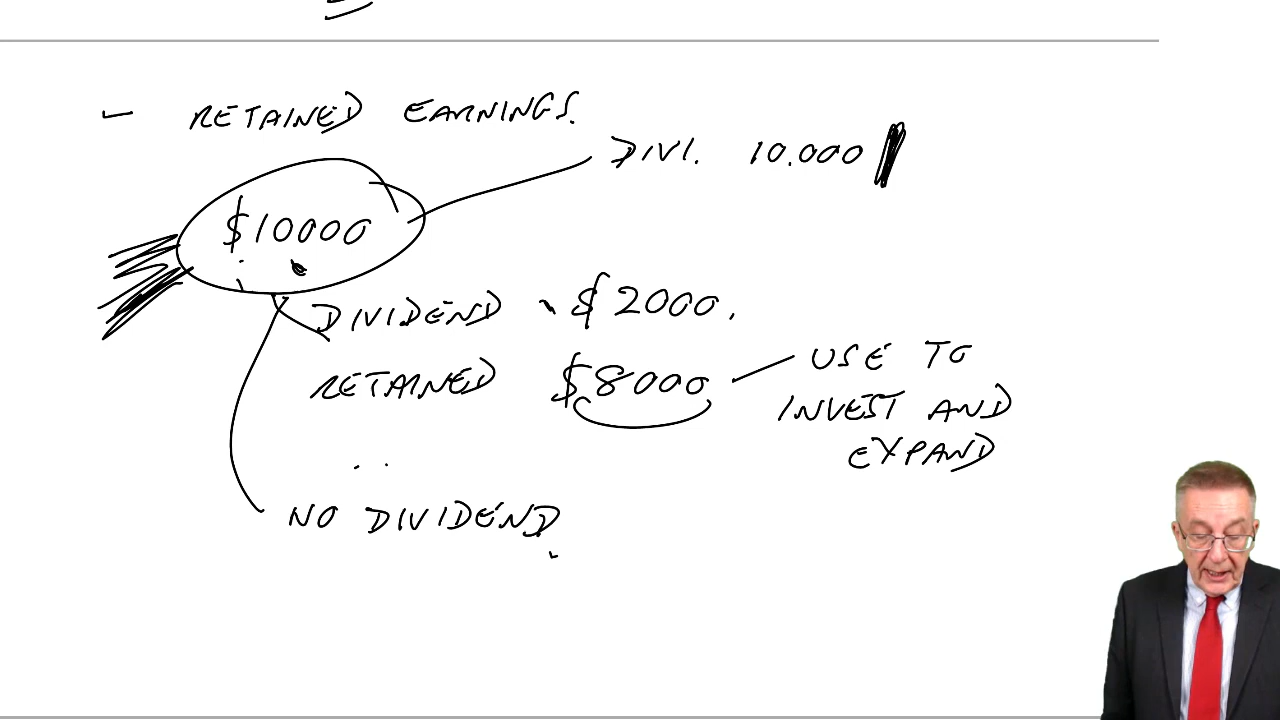 - RETAINED EARNINGS.
DIVI. 10.000
$10000
DIVIDEND $2000.
RETAINED $8000
USE TO
INVEST AND
EXPAND
NO DIVIDEND